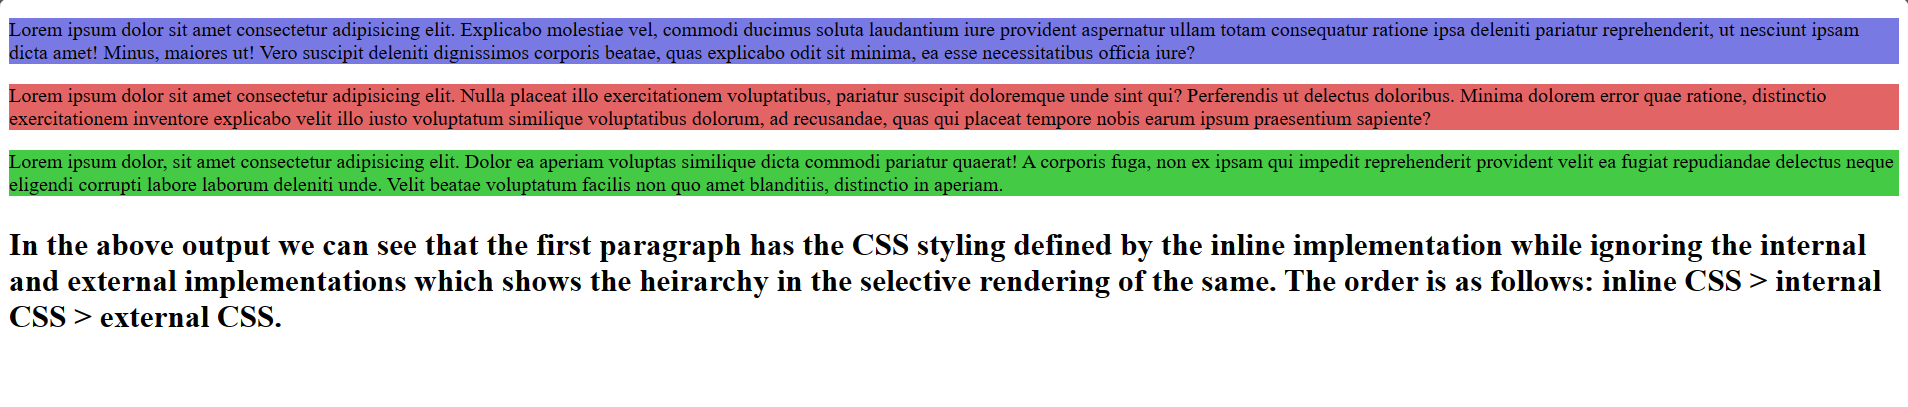 Lorem ipsum dolor sit amet consectetur adipisicing elit. Explicabo molestiae vel, commodi ducimus soluta laudantium iure provident aspernatur ullam totam consequatur ratione ipsa deleniti pariatur reprehenderit, ut nesciunt ipsam
dicta amet! Minus, maiores ut! Vero suscipit deleniti dignissimos corporis beatae, quas explicabo odit sit minima, ea esse necessitatibus officia iure?
Lorem ipsum dolor sit amet consectetur adipisicing elit. Nulla placeat illo exercitationem voluptatibus, pariatur suscipit doloremque unde sint qui? Perferendis ut delectus doloribus. Minima dolorem error quae ratione, distinctio
exercitationem inventore explicabo velit illo iusto voluptatum similique voluptatibus dolorum, ad recusandae, quas qui placeat tempore nobis earum ipsum praesentium sapiente?
Lorem ipsum dolor, sit amet consectetur adipisicing elit. Dolor ea aperiam voluptas similique dicta commodi pariatur quaerat! A corporis fuga, non ex ipsam qui impedit reprehenderit provident velit ea fugiat repudiandae delectus neque
eligendi corrupti labore laborum deleniti unde. Velit beatae voluptatum facilis non quo amet blanditiis, distinctio in aperiam.
In the above output we can see that the first paragraph has the CSS styling defined by the inline implementation while ignoring the internal
and external implementations which shows the heirarchy in the selective rendering of the same. The order is as follows: inline CSS > internal
CSS > external CSS.